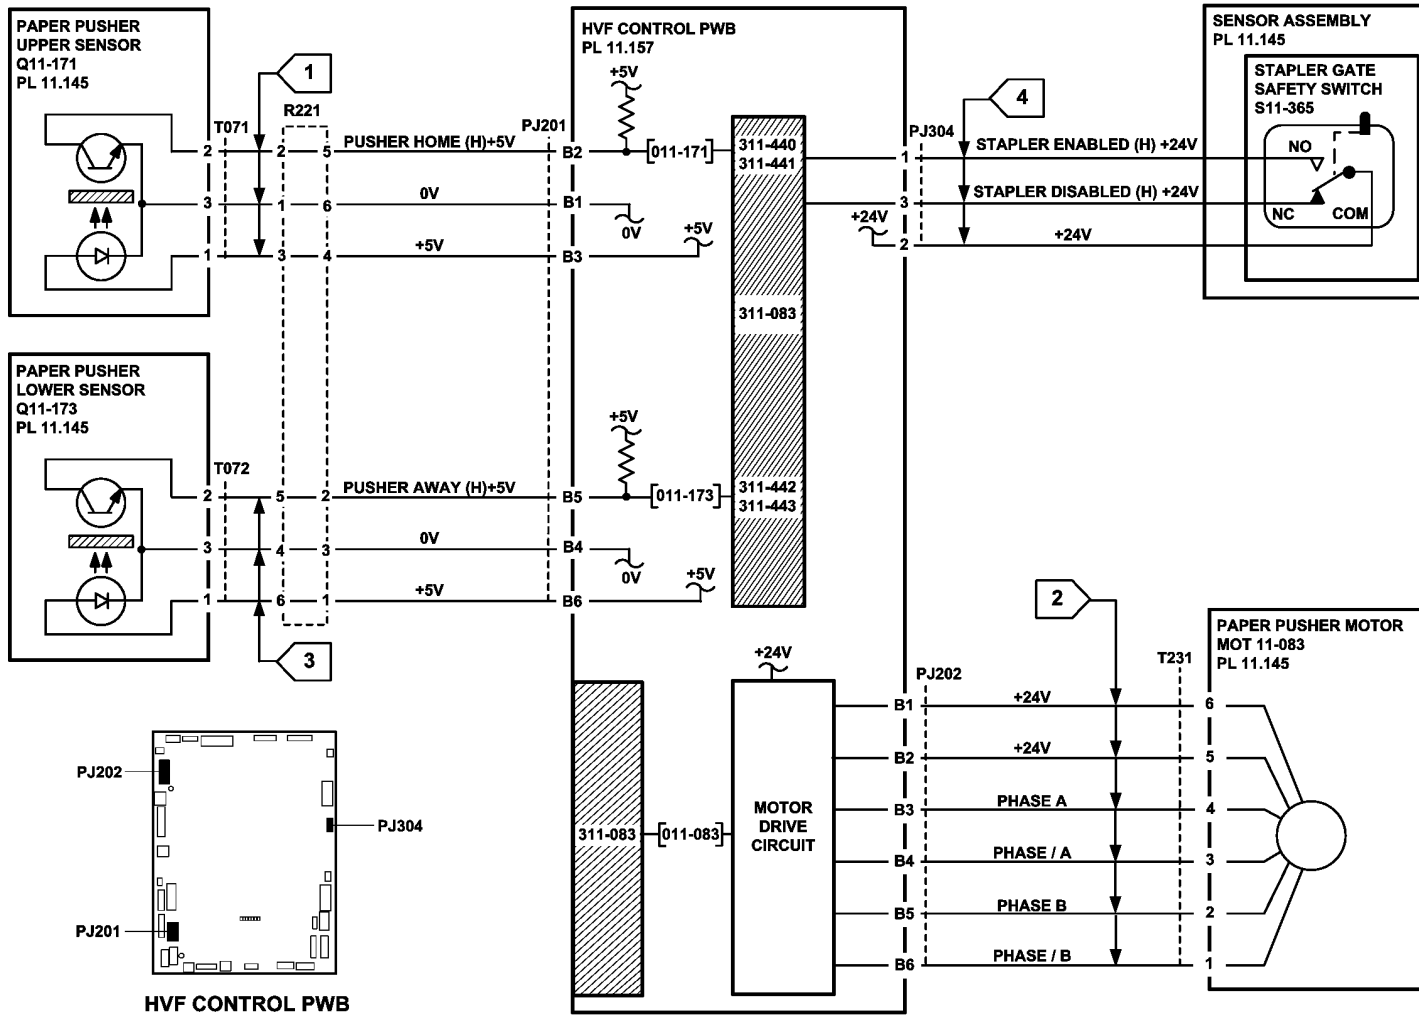 PAPER PUSHER
UPPER SENSOR
Q11-171
PL 11.145
T071
2
3
1
1
R221
2 5
1 6
3 4
PUSHER HOME (H)+5V
0V
+5V
PJ201
B2
B1
B3
HVF CONTROL PWB
PL 11.157
+5V
011-171
0V
+5V
311-440
311-441
311-083
311-442
311-443
+24V
1
3
2
PJ304
4
STAPLER ENABLED (H) +24V
STAPLER DISABLED (H) +24V
+24V
SENSOR ASSEMBLY
PL 11.145
STAPLER GATE
SAFETY SWITCH
S11-365
NO
NC COM
PAPER PUSHER
LOWER SENSOR
Q11-173
PL 11.145
T072
2
3
1
5 2
4 3
6 1
3
PUSHER AWAY (H)+5V
0V
+5V
B5
B4
B6
+5V
011-173
0V
+5V
311-083
011-083
+24V
MOTOR
DRIVE
CIRCUIT
B1
B2
B3
B4
B5
B6
PJ202
2
+24V
+24V
PHASE A
PHASE / A
PHASE B
PHASE / B
T231
6
5
4
3
2
1
PAPER PUSHER MOTOR
MOT 11-083
PL 11.145
PJ202
PJ304
PJ201
HVF CONTROL PWB